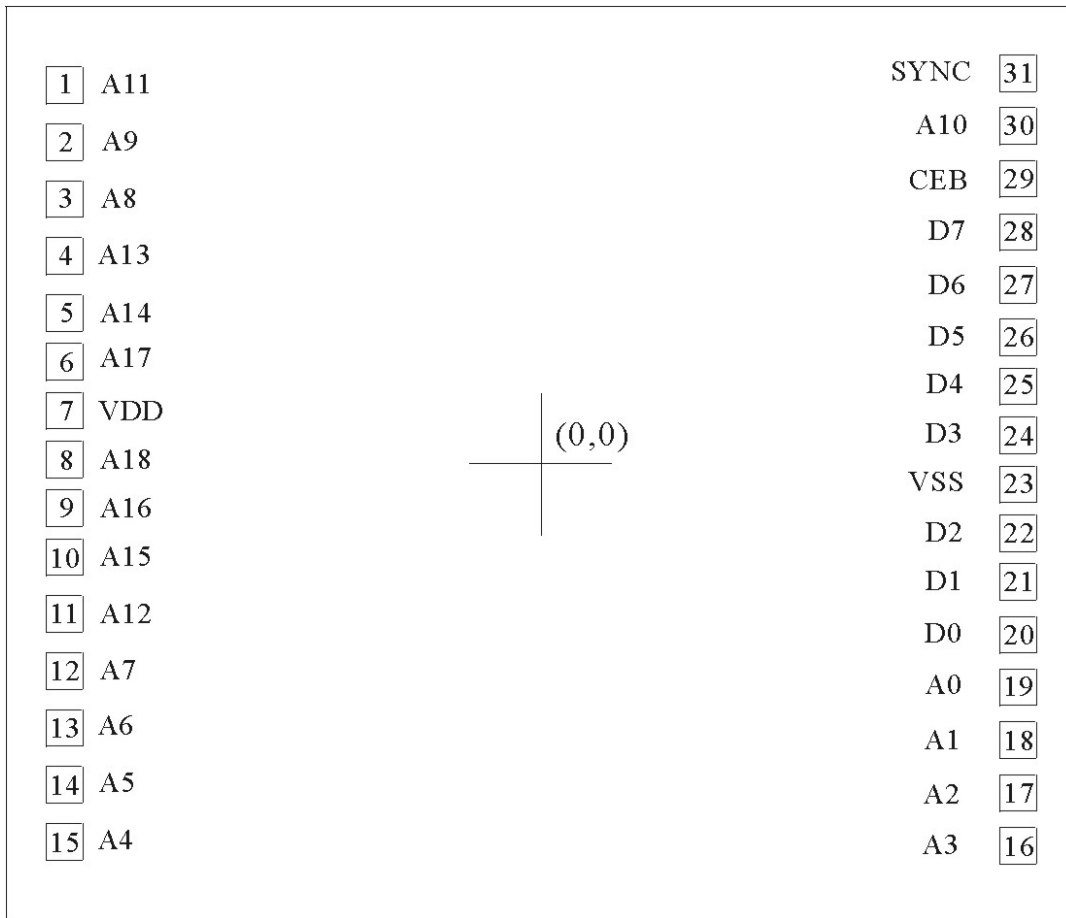 1 A11
2 A9
3 A8
4 A13
5 A14
6 A17
7 VDD
8 A18
9 A16
10 A15
11 A12
12 A7
13 A6
14 A5
15 A4
(0,0)
SYNC 31
A10 30
CEB 29
D7 28
D6 27
D5 26
D4 25
D3 24
VSS 23
D2 22
D1 21
D0 20
A0 19
A1 18
A2 17
A3 16